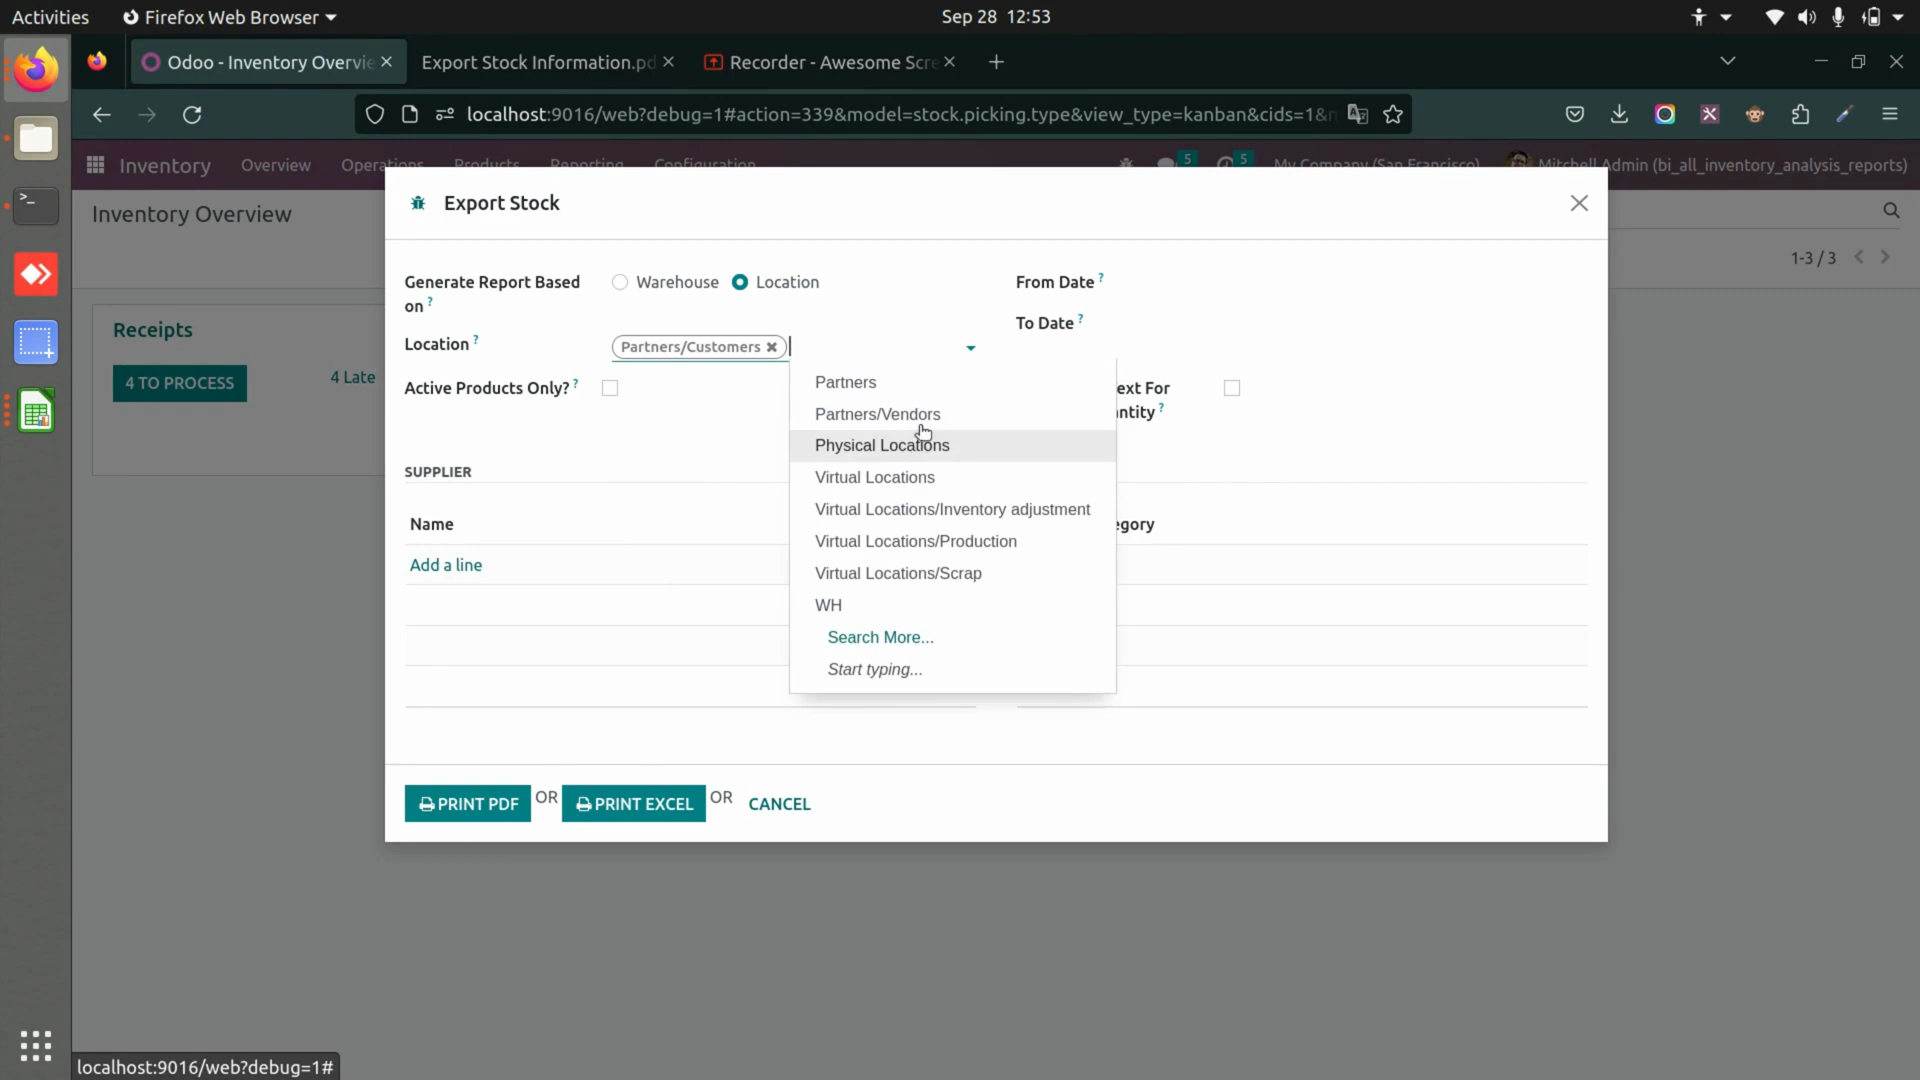 Activities Firefox Web Browser Sep 28 12:53
Odoo - Inventory Overvie Export Stock Information.pd Recorder - Awesome Scre
localhost:9016/web?debug=1#action=339&model=stock.picking.type&view_type=kanban&cids=1&
Inventory Overview Operations Products Reporting Configuration 5 5 My Company (San Francisco) Mitchell Admin (bi_all_inventory_analysis_reports)
Inventory Overview
1-3 / 3
Receipts
4 TO PROCESS 4 Late
Export Stock
Generate Report Based
on ?
Warehouse Location
From Date ?
To Date ?
Location ? Partners/Customers
Active Products Only? ?
ext For
ntity ?
Partners
Partners/Vendors
Physical Locations
Virtual Locations
Virtual Locations/Inventory adjustment
Virtual Locations/Production
Virtual Locations/Scrap
WH
Search More...
Start typing...
SUPPLIER
Name
egory
Add a line
PRINT PDF OR PRINT EXCEL OR CANCEL
localhost:9016/web?debug=1#